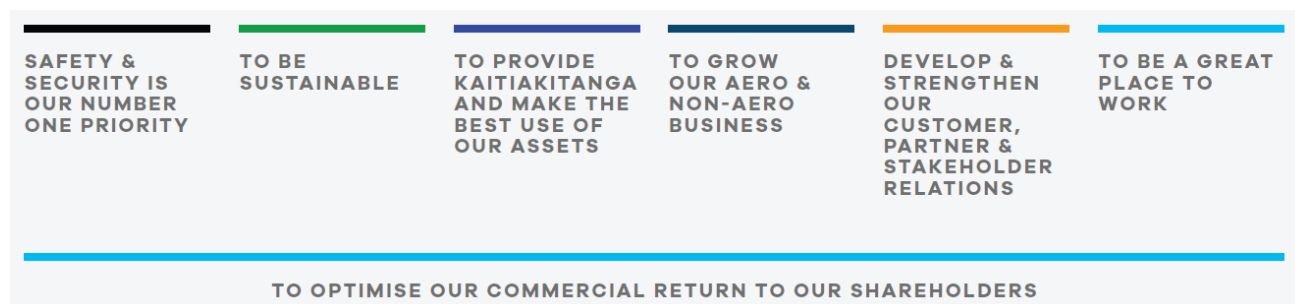 SAFETY &
SECURITY IS
OUR NUMBER
ONE PRIORITY
TO BE
SUSTAINABLE
TO PROVIDE
KAITIAKITANGA
AND MAKE THE
BEST USE OF
OUR ASSETS
TO GROW
OUR AERO &
NON-AERO
BUSINESS
DEVELOP &
STRENGTHEN
OUR
CUSTOMER,
PARTNER &
STAKEHOLDER
RELATIONS
TO BE A GREAT
PLACE TO
WORK
TO OPTIMISE OUR COMMERCIAL RETURN TO OUR SHAREHOLDERS